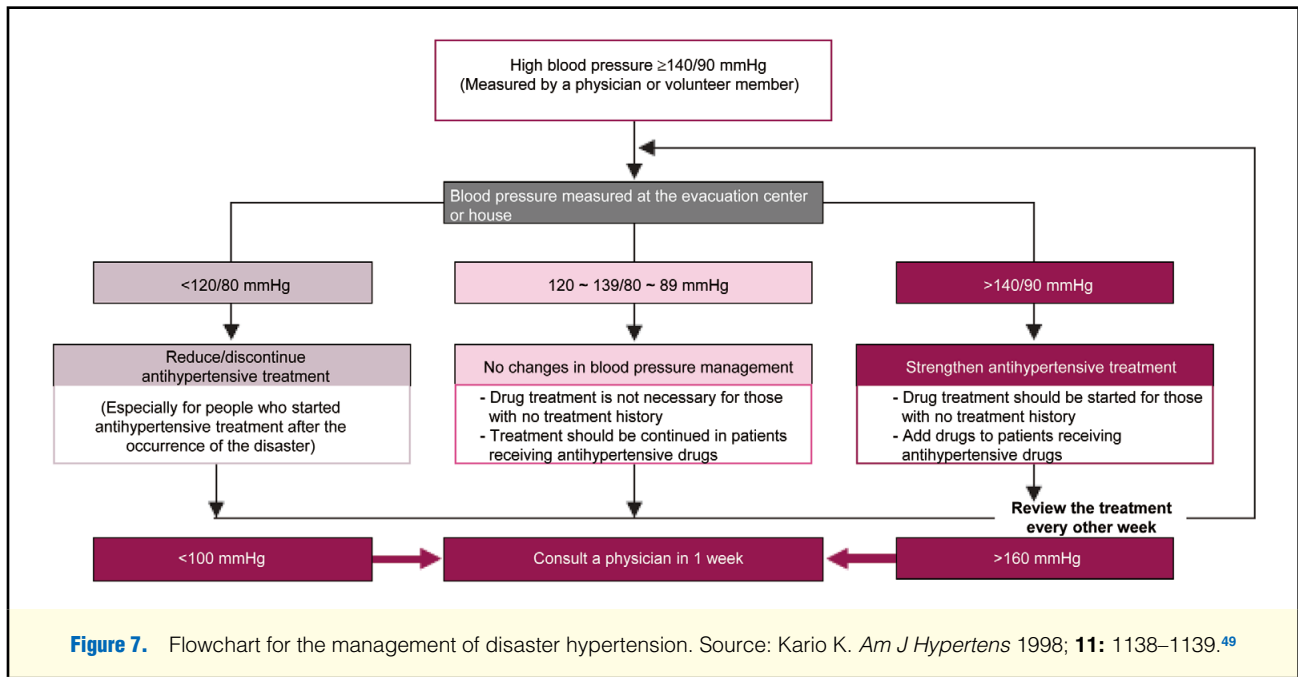 High blood pressure ≥140/90 mmHg
(Measured by a physician or volunteer member)
Blood pressure measured at the evacuation center
or house
<120/80 mmHg
120 ~ 139/80 ~ 89 mmHg
>140/90 mmHg
Reduce/discontinue
antihypertensive treatment
(Especially for people who started
antihypertensive treatment after the
occurrence of the disaster)
No changes in blood pressure management
- Drug treatment is not necessary for those
with no treatment history
- Treatment should be continued in patients
receiving antihypertensive drugs
Strengthen antihypertensive treatment
- Drug treatment should be started for those
with no treatment history
- Add drugs to patients receiving
antihypertensive drugs
Review the treatment
every other week
<100 mmHg
Consult a physician in 1 week
>160 mmHg
Figure 7. Flowchart for the management of disaster hypertension. Source: Kario K. Am J Hypertens 1998; 11: 1138–1139.49